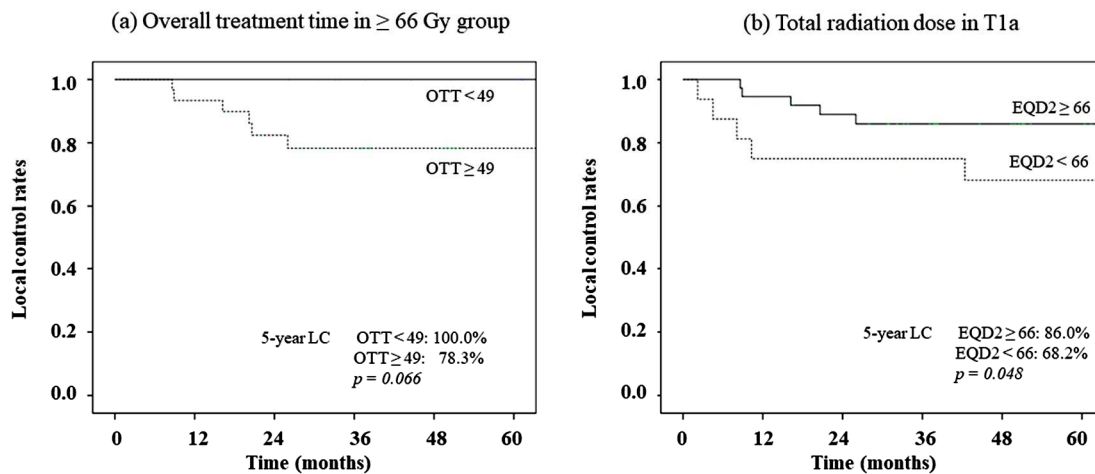 (a) Overall treatment time in ≥ 66 Gy group
Local control rates
1.0
0.8
0.6
0.4
0.2
0.0
OTT < 49
OTT ≥ 49
5-year LC OTT < 49: 100.0%
OTT ≥ 49: 78.3%
p = 0.066
0 12 24 36 48 60
Time (months)
(b) Total radiation dose in T1a
Local control rates
1.0
0.8
0.6
0.4
0.2
0.0
EQD2 ≥ 66
EQD2 < 66
5-year LC EQD2 ≥ 66: 86.0%
EQD2 < 66: 68.2%
p = 0.048
0 12 24 36 48 60
Time (months)